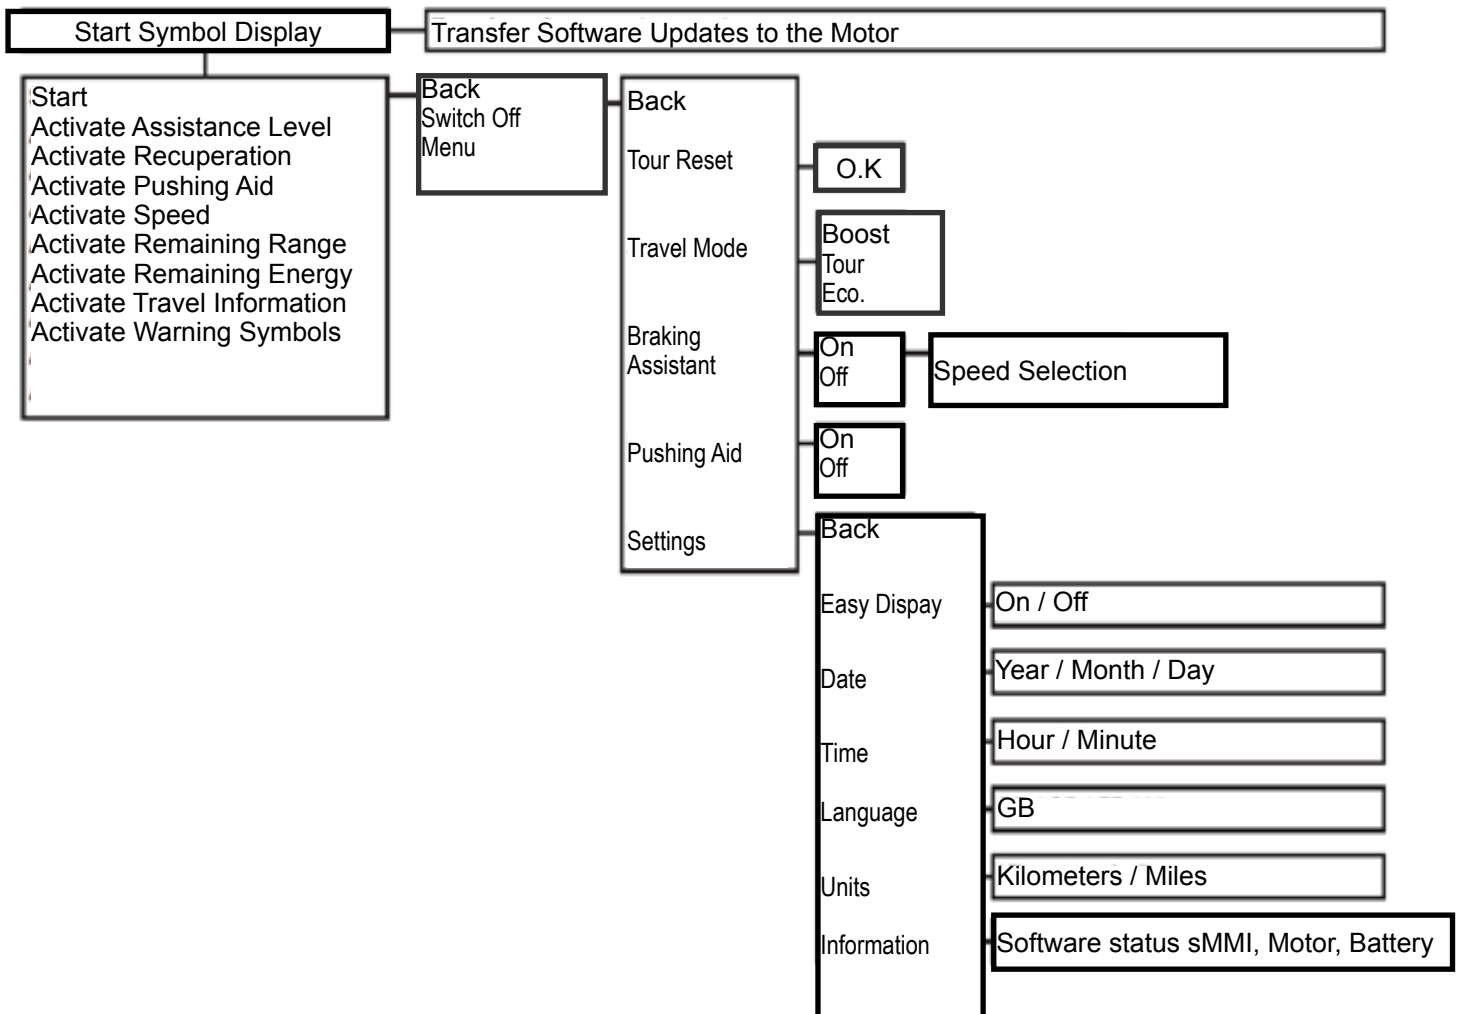 Start Symbol Display
Transfer Software Updates to the Motor
Start
Activate Assistance Level
Activate Recuperation
Activate Pushing Aid
Activate Speed
Activate Remaining Range
Activate Remaining Energy
Activate Travel Information
Activate Warning Symbols
Back
Switch Off
Menu
Back
Tour Reset
O.K
Travel Mode
Boost
Tour
Eco.
Braking
Assistant
On
Off
Speed Selection
Pushing Aid
On
Off
Settings
Back
Easy Dispay
On / Off
Date
Year / Month / Day
Time
Hour / Minute
Language
GB
Units
Kilometers / Miles
Information
Software status sMMI, Motor, Battery